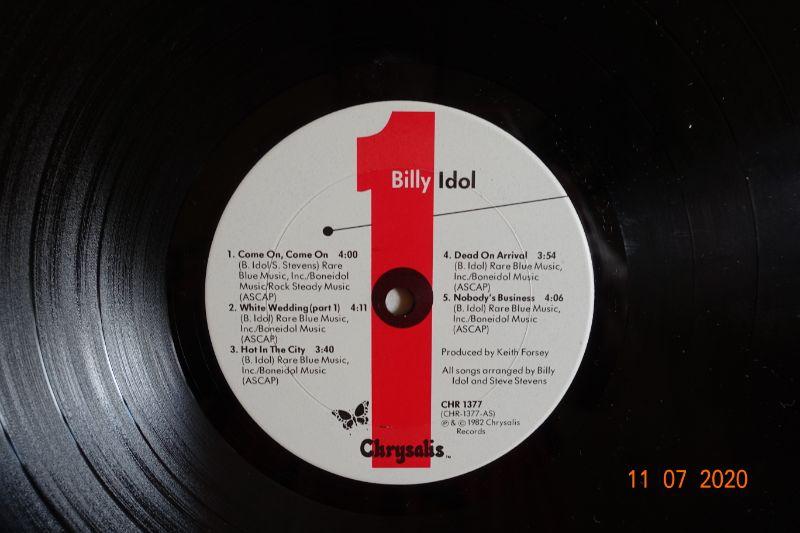 1
Billy Idol
1. Come On, Come On 4:00
(B. Idol/S. Stevens) Rare
Blue Music, Inc./Boneidol
Music/Rock Steady Music
(ASCAP)
2. White Wedding (part 1) 4:11
(B. Idol) Rare Blue Music,
Inc./Boneidol Music
(ASCAP)
3. Hot In The City 3:40
(B. Idol) Rare Blue Music,
Inc./Boneidol Music
(ASCAP)
4. Dead On Arrival 3:54
(B. Idol) Rare Blue Music,
Inc./Boneidol Music
(ASCAP)
5. Nobody's Business 4:06
(B. Idol) Rare Blue Music,
Inc./Boneidol Music
(ASCAP)
Produced by Keith Forsey
All songs arranged by Billy
Idol and Steve Stevens
CHR 1377
(CHR-1377-AS)
℗ & © 1982 Chrysalis
Records
Chrysalis™
11 07 2020